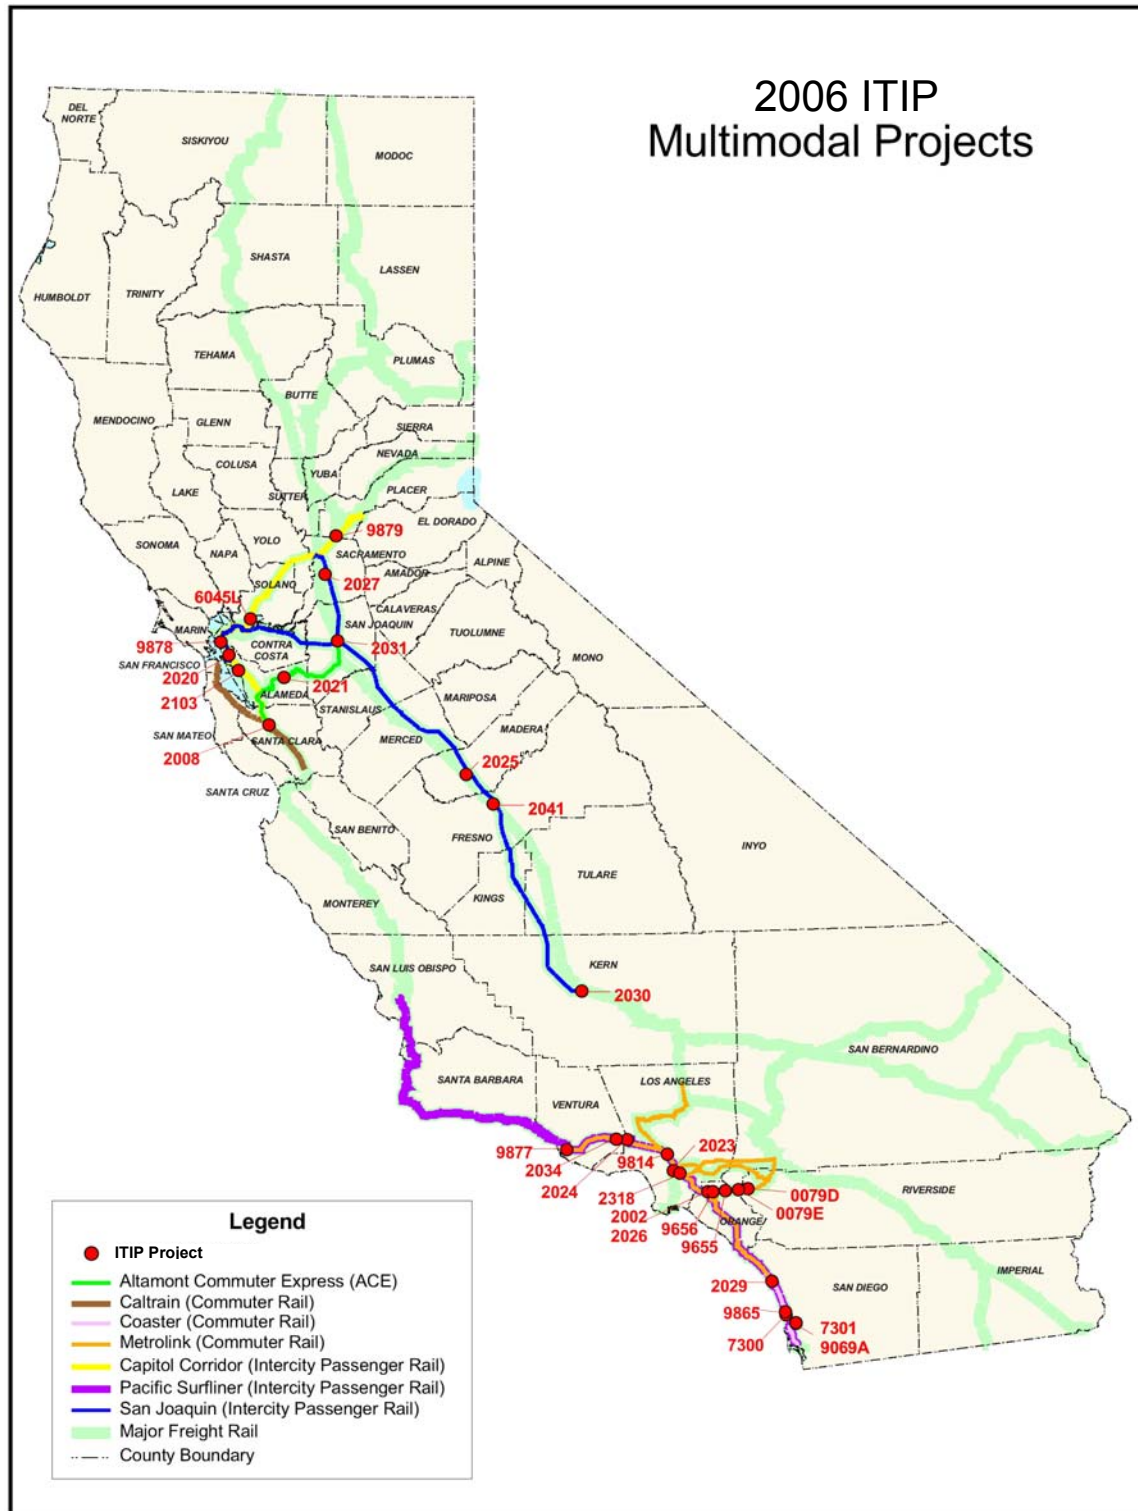 2006 ITIP
Multimodal Projects
DEL
NORTE
SISKIYOU
MODOC
SHASTA
LASSEN
HUMBOLDT
TRINITY
TEHAMA
PLUMAS
BUTTE
MENDOCINO
GLENN
SIERRA
NEVADA
COLUSA
YUBA
LAKE
SUTTER
PLACER
EL DORADO
9879
SONOMA
NAPA
YOLO
SACRAMENTO
ALPINE
AMADOR
SOLANO
2027
6045L
CALAVERAS
MARIN
SAN JOAQUIN
TUOLUMNE
9878
CONTRA
COSTA
2031
MONO
SAN FRANCISCO
2020
2021
ALAMEDA
2103
STANISLAUS
MARIPOSA
SAN MATEO
SANTA CLARA
MERCED
MADERA
2008
2025
SANTA CRUZ
2041
SAN BENITO
FRESNO
INYO
TULARE
KINGS
MONTEREY
SAN LUIS OBISPO
KERN
2030
SAN BERNARDINO
SANTA BARBARA
LOS ANGELES
VENTURA
9877
2023
2034
9814
2024
2318
0079D
RIVERSIDE
2002
0079E
2026
9656
ORANGE
9655
IMPERIAL
2029
SAN DIEGO
9865
7301
7300
9069A
Legend
ITIP Project
Altamont Commuter Express (ACE)
Caltrain (Commuter Rail)
Coaster (Commuter Rail)
Metrolink (Commuter Rail)
Capitol Corridor (Intercity Passenger Rail)
Pacific Surfliner (Intercity Passenger Rail)
San Joaquin (Intercity Passenger Rail)
Major Freight Rail
County Boundary